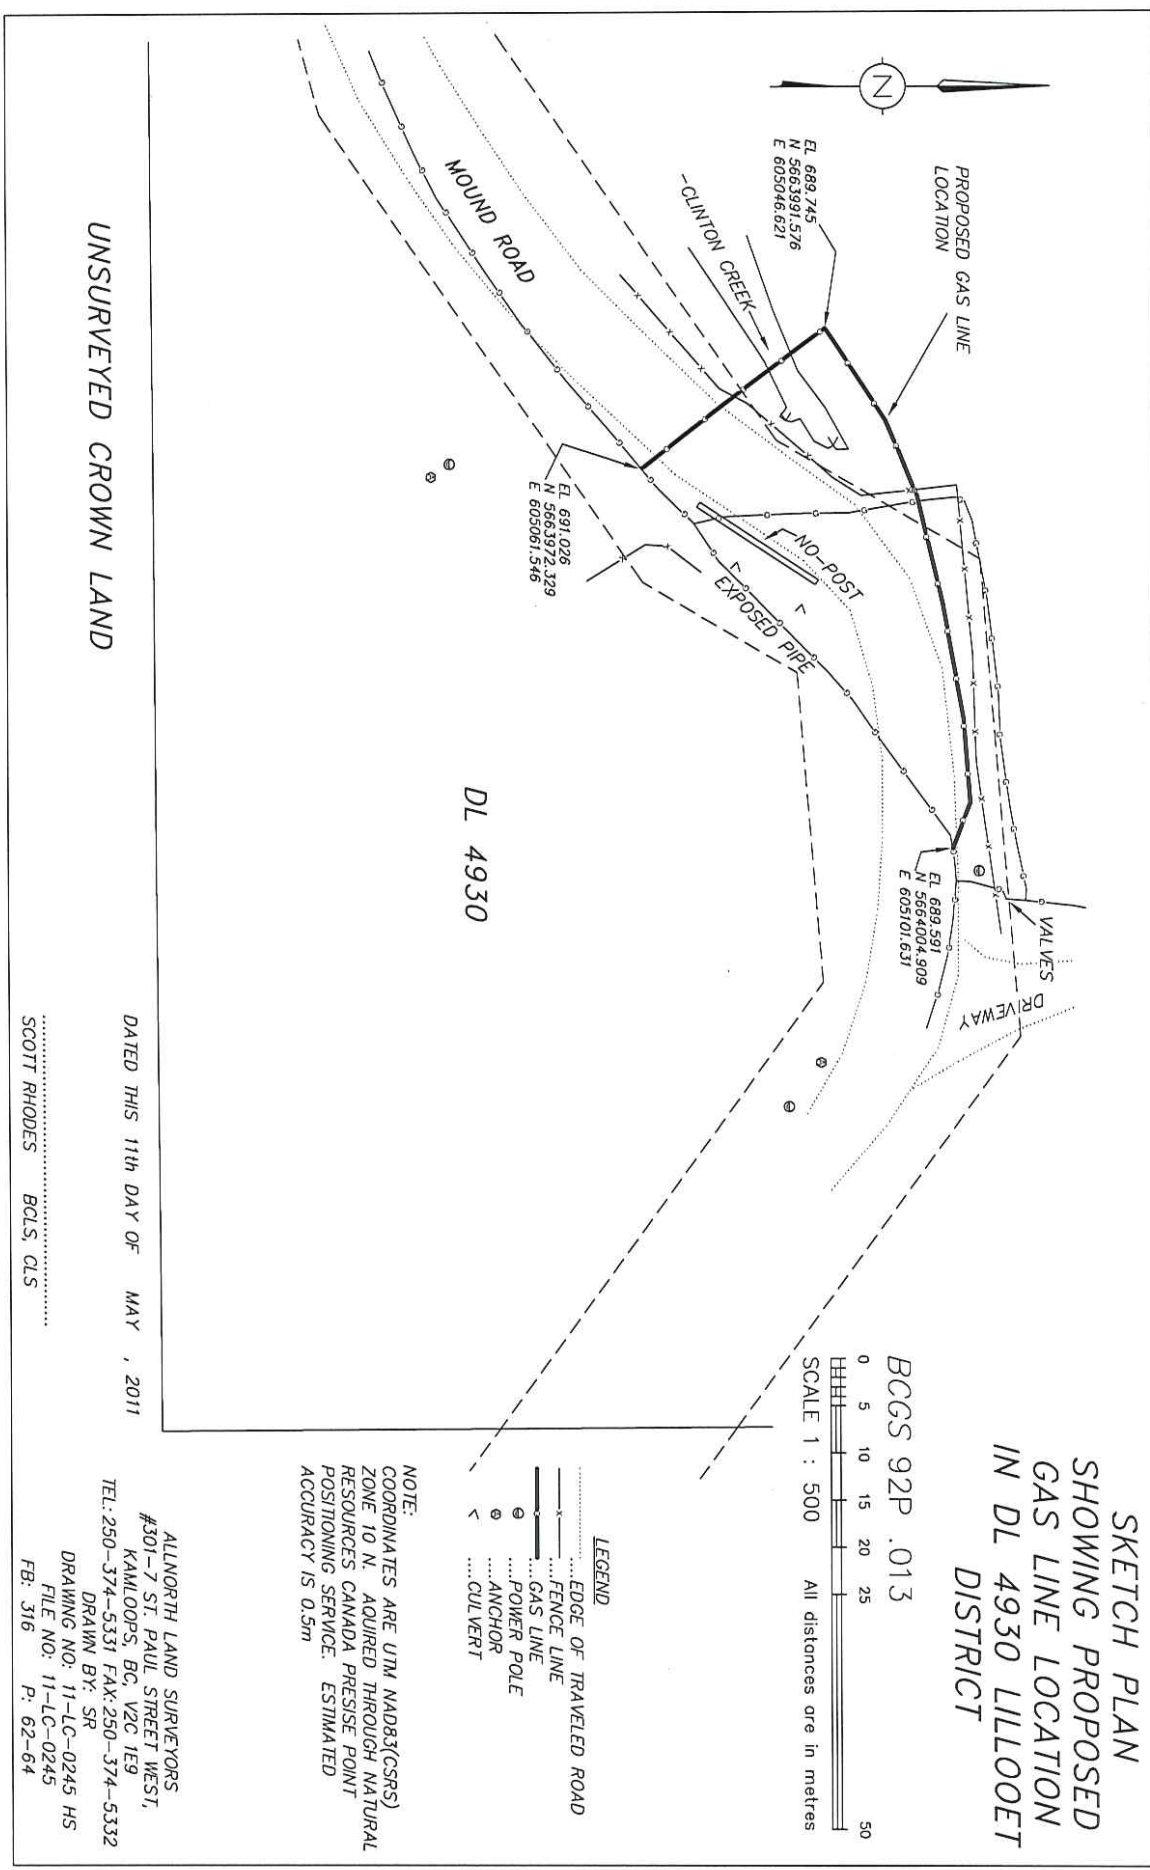 SKETCH PLAN
SHOWING PROPOSED
GAS LINE LOCATION
IN DL 4930 LILLOOET
DISTRICT
BCGS 92P .013
0 5 10 15 20 25 50
SCALE 1 : 500 All distances are in metres
N
PROPOSED GAS LINE
LOCATION
EL 689.745
N 5663991.576
E 605046.621
CLINTON CREEK
MOUND ROAD
EL 691.026
N 5663972.329
E 605061.546
NO-POST
EXPOSED PIPE
EL 689.591
N 5664004.909
E 605101.631
VALVES
DRIVEWAY
DL 4930
UNSURVEYED CROWN LAND
LEGEND
EDGE OF TRAVELED ROAD
FENCE LINE
GAS LINE
POWER POLE
ANCHOR
CULVERT
NOTE:
COORDINATES ARE UTM NAD83(CSRS)
ZONE 10 N. AQUIRED THROUGH NATURAL
RESOURCES CANADA PRESISE POINT
POSITIONING SERVICE. ESTIMATED
ACCURACY IS 0.5m
DATED THIS 11th DAY OF MAY , 2011
SCOTT RHODES BCLS, CLS
ALLNORTH LAND SURVEYORS
#301-7 ST. PAUL STREET WEST,
KAMLOOPS, BC, V2C 1E9
TEL: 250-374-5331 FAX: 250-374-5332
DRAWN BY: SR
DRAWING NO: 11-LC-0245 HS
FILE NO: 11-LC-0245
FB: 316 P: 62-64